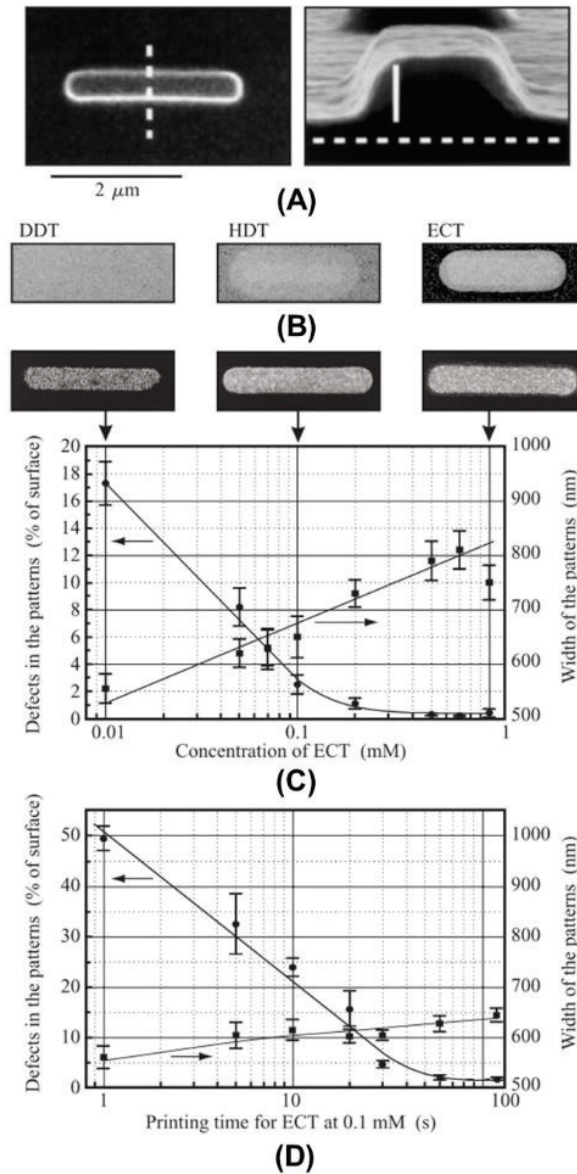 2 μm
(A)
DDT HDT ECT
(B)
Defects in the patterns (% of surface)
20
18
16
14
12
10
8
6
4
2
0
1000
900
800
700
600
500
Width of the patterns (nm)
0.01 0.1 1
Concentration of ECT (mM)
(C)
Defects in the patterns (% of surface)
50
40
30
20
10
0
1000
900
800
700
600
500
Width of the patterns (nm)
1 10 100
Printing time for ECT at 0.1 mM (s)
(D)